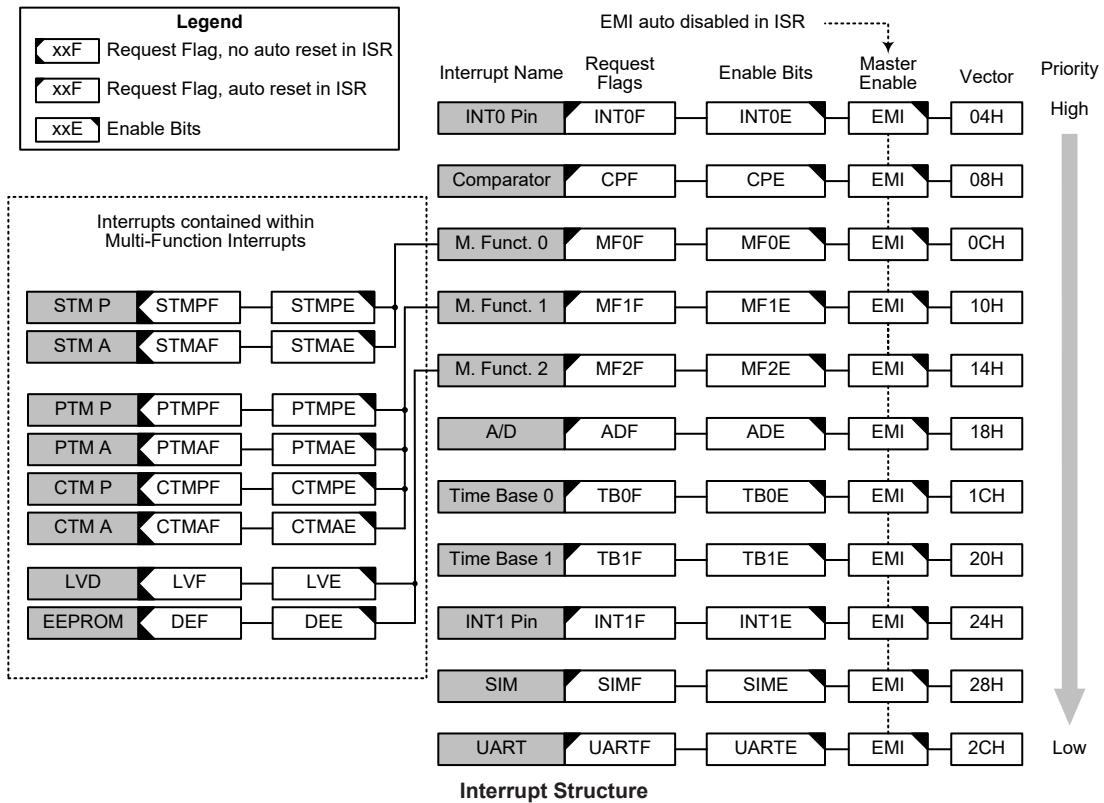 Legend
xxF Request Flag, no auto reset in ISR
xxF Request Flag, auto reset in ISR
xxE Enable Bits
EMI auto disabled in ISR
Interrupt Name Request Flags Enable Bits Master Enable Vector Priority
INT0 Pin INT0F INT0E EMI 04H High
Comparator CPF CPE EMI 08H
Interrupts contained within
Multi-Function Interrupts
M. Funct. 0 MF0F MF0E EMI 0CH
STM P STMPF STMPE
M. Funct. 1 MF1F MF1E EMI 10H
STM A STMAF STMAE
M. Funct. 2 MF2F MF2E EMI 14H
PTM P PTMPF PTMPE
PTM A PTMAF PTMAE
A/D ADF ADE EMI 18H
CTM P CTMPF CTMPE
Time Base 0 TB0F TB0E EMI 1CH
CTM A CTMAF CTMAE
Time Base 1 TB1F TB1E EMI 20H
LVD LVF LVE
EEPROM DEF DEE
INT1 Pin INT1F INT1E EMI 24H
SIM SIMF SIME EMI 28H
UART UARTF UARTE EMI 2CH Low
Interrupt Structure